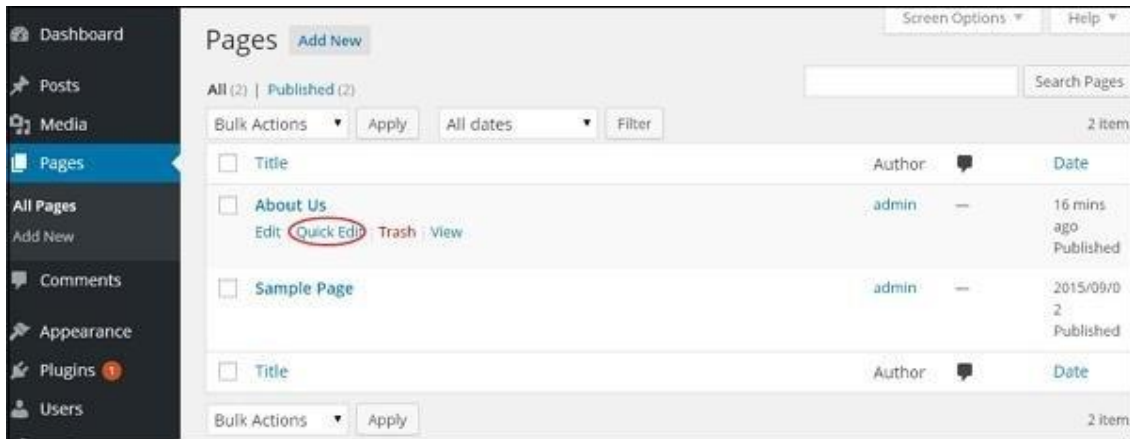 Dashboard
Posts
Media
Pages
All Pages
Add New
Comments
Appearance
Plugins 1
Users
Screen Options ▼ Help ▼
Pages Add New
All (2) | Published (2)
Search Pages
Bulk Actions ▼ Apply All dates ▼ Filter 2 item
Title Author Date
About Us admin — 16 mins
ago
Published
Edit | Quick Edit | Trash | View
Sample Page admin — 2015/09/0
2
Published
Title Author Date
Bulk Actions ▼ Apply 2 item